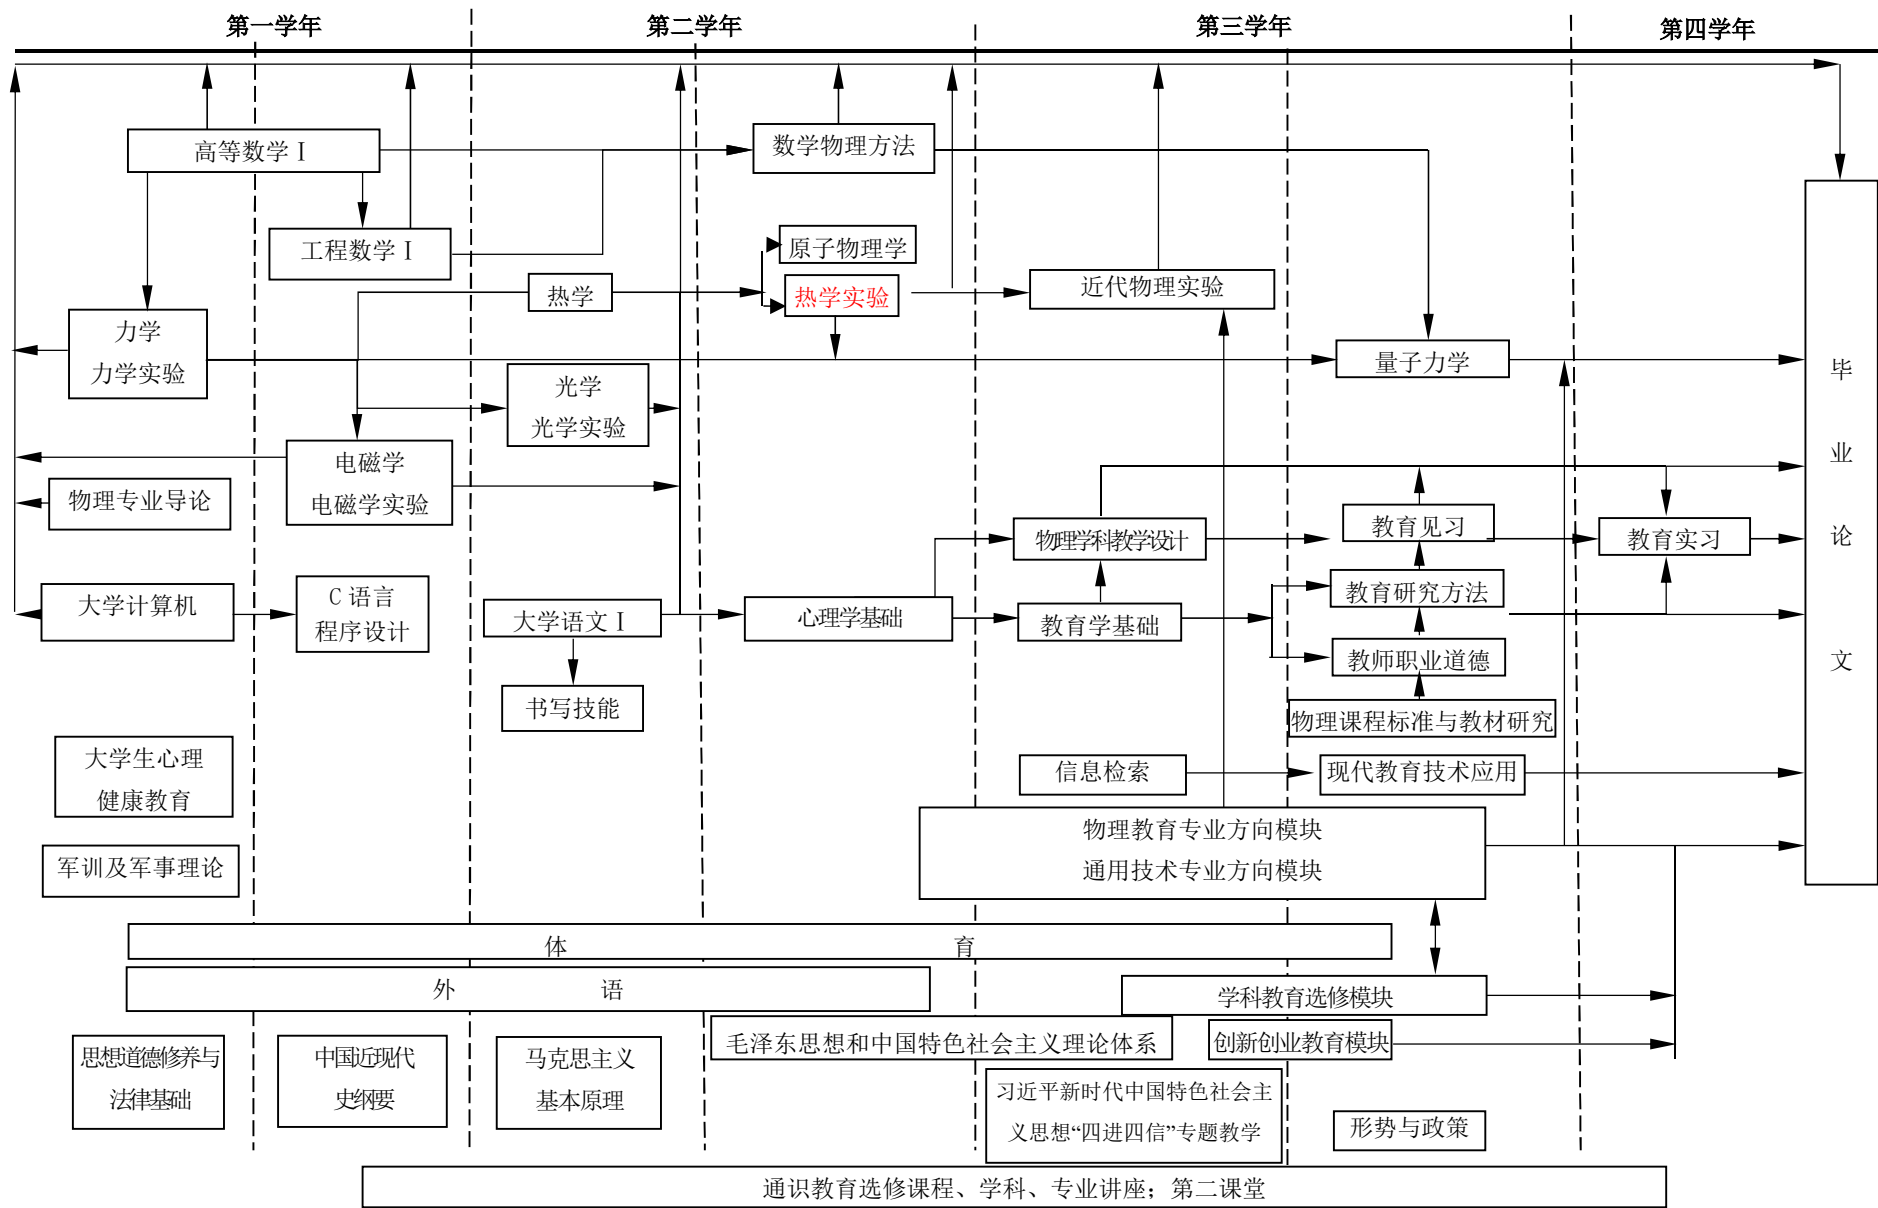 第一学年
第二学年
第三学年
第四学年
高等数学Ⅰ
数学物理方法
工程数学Ⅰ
原子物理学
热学
热学实验
近代物理实验
力学
力学实验
量子力学
光学
光学实验
电磁学
电磁学实验
物理专业导论
物理学科教学设计
教育见习
教育实习
大学计算机
C 语言
程序设计
大学语文Ⅰ
心理学基础
教育学基础
教育研究方法
教师职业道德
书写技能
物理课程标准与教材研究
大学生心理
健康教育
信息检索
现代教育技术应用
毕
业
论
文
物理教育专业方向模块
通用技术专业方向模块
军训及军事理论
体 育
外 语
学科教育选修模块
毛泽东思想和中国特色社会主义理论体系
创新创业教育模块
思想道德修养与
法律基础
中国近现代
史纲要
马克思主义
基本原理
习近平新时代中国特色社会主
义思想“四进四信”专题教学
形势与政策
通识教育选修课程、学科、专业讲座；第二课堂